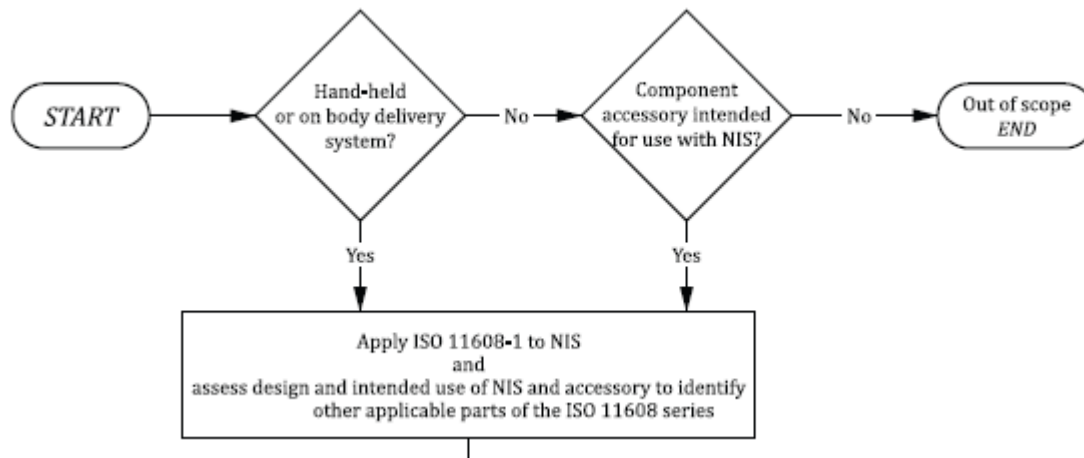 START
Hand-held
or on body delivery
system?
No
Component
accessory intended
for use with NIS?
No
Out of scope
END
Yes
Yes
Apply ISO 11608-1 to NIS
and
assess design and intended use of NIS and accessory to identify
other applicable parts of the ISO 11608 series